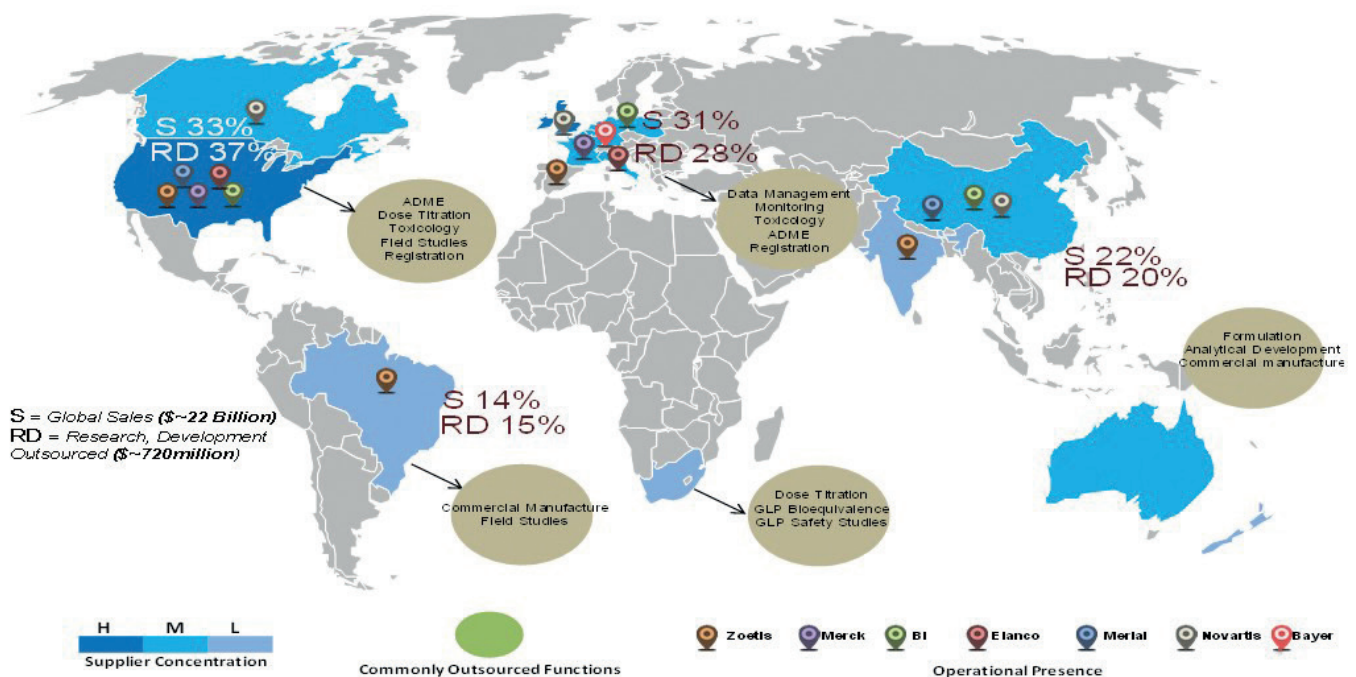 S 33%
RD 37%
S 31%
RD 28%
ADME
Dose Titration
Toxicology
Field Studies
Registration
Data Management
Monitoring
Toxicology
ADME
Registration
S 22%
RD 20%
Formulation
Analytical Development
Commercial manufacture
S 14%
RD 15%
S = Global Sales ($~22 Billion)
RD = Research, Development
Outsourced ($~720million)
Commercial Manufacture
Field Studies
Dose Titration
GLP Bioequivalence
GLP Safety Studies
H M L
Supplier Concentration
Commonly Outsourced Functions
Zoetis Merck BI Elanco Merial Novartis Bayer
Operational Presence